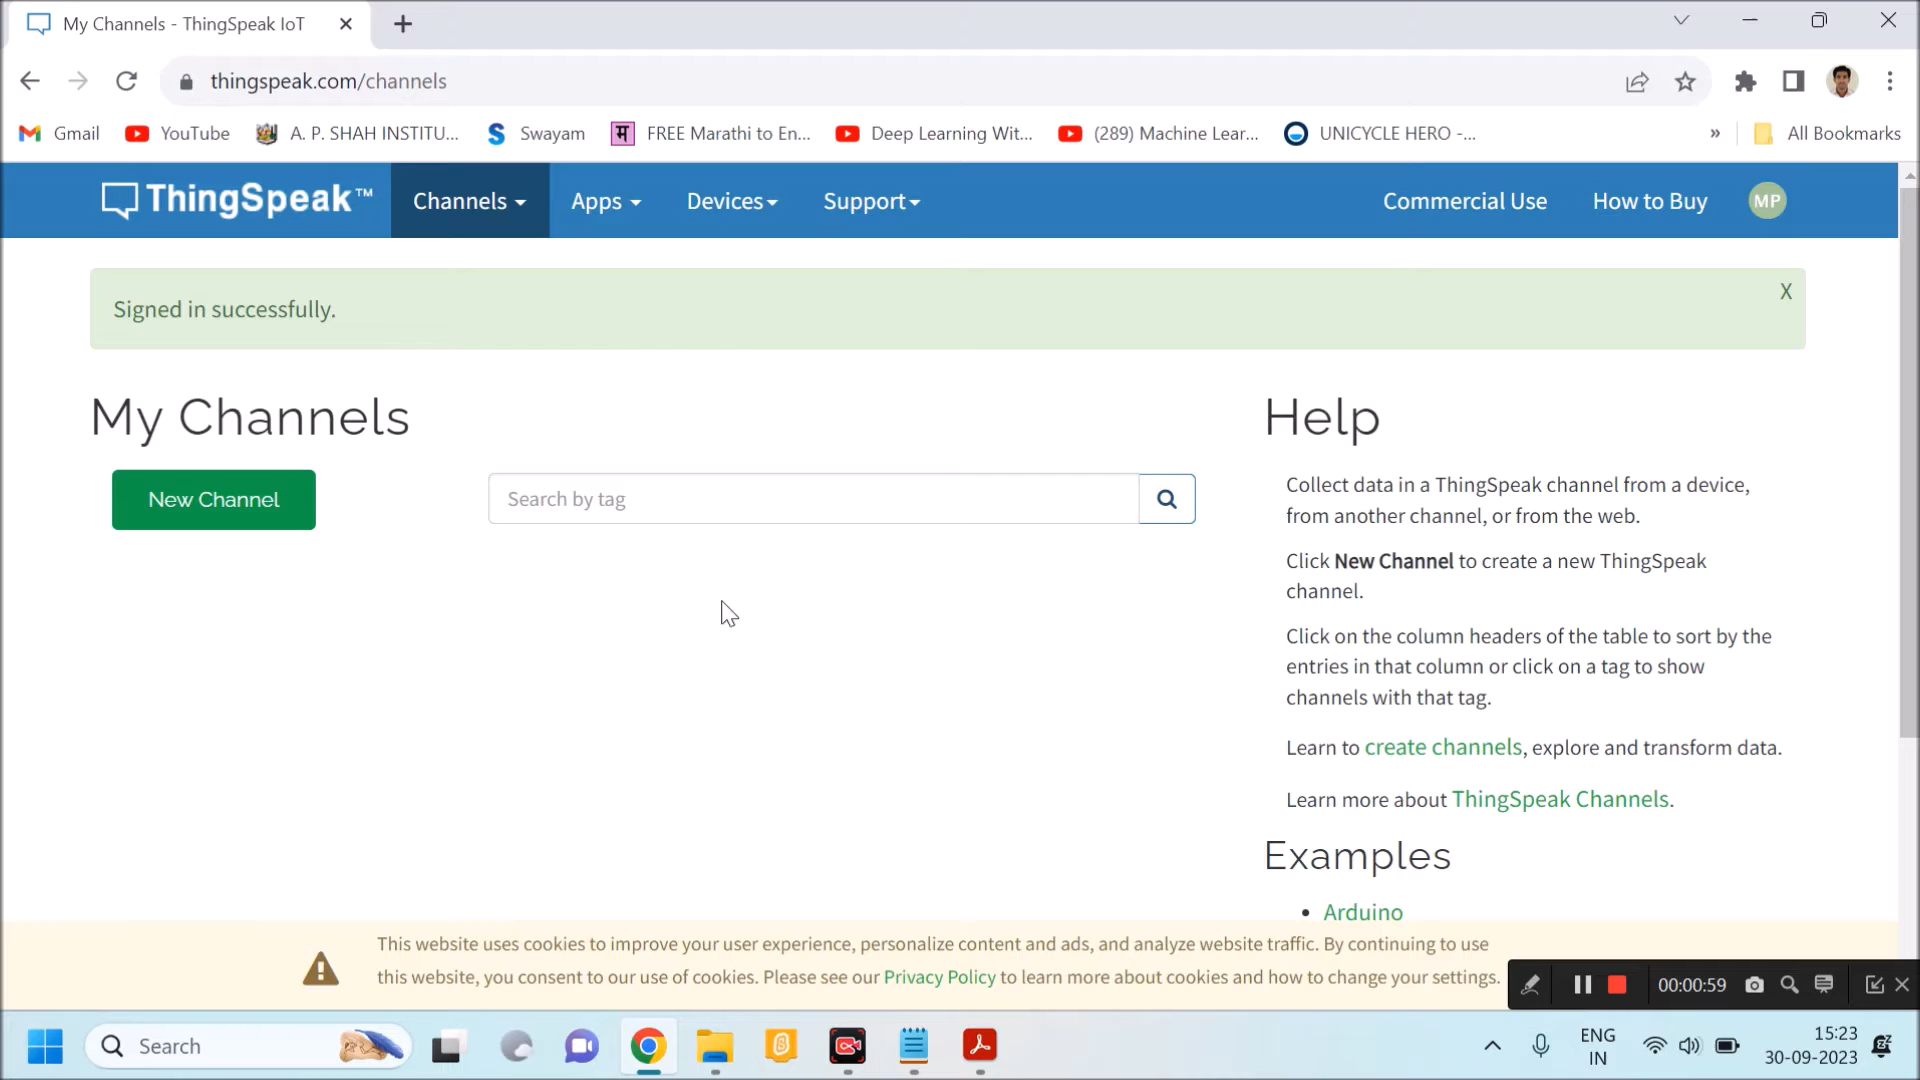 My Channels - ThingSpeak IoT
thingspeak.com/channels
Gmail YouTube A. P. SHAH INSTITU... Swayam म FREE Marathi to En... Deep Learning Wit... (289) Machine Lear... UNICYCLE HERO -... » All Bookmarks
ThingSpeak™ Channels Apps Devices Support Commercial Use How to Buy MP
Signed in successfully.
X
My Channels
New Channel
Search by tag
Help
Collect data in a ThingSpeak channel from a device,
from another channel, or from the web.
Click New Channel to create a new ThingSpeak
channel.
Click on the column headers of the table to sort by the
entries in that column or click on a tag to show
channels with that tag.
Learn to create channels, explore and transform data.
Learn more about ThingSpeak Channels.
Examples
• Arduino
This website uses cookies to improve your user experience, personalize content and ads, and analyze website traffic. By continuing to use
this website, you consent to our use of cookies. Please see our Privacy Policy to learn more about cookies and how to change your settings.
00:00:59
Search
ENG
IN
15:23
30-09-2023